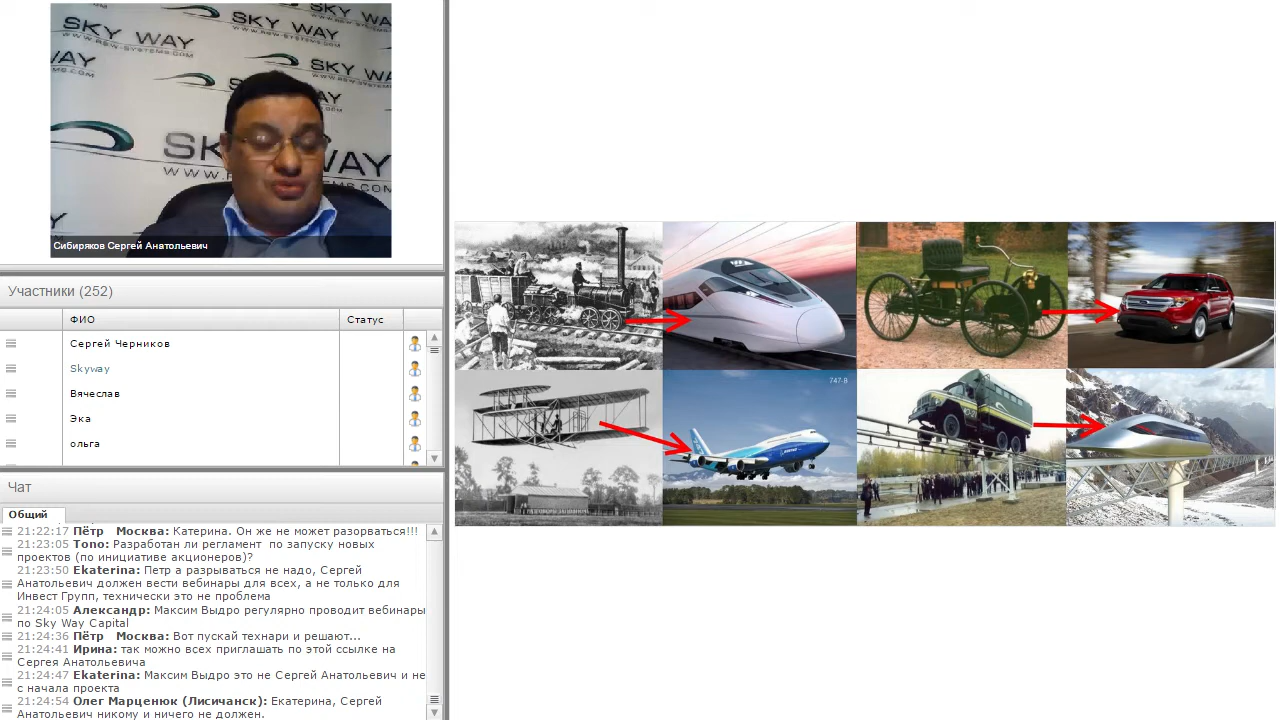 SKY WAY
SKY WAY
WWW.RSW-SYSTEMS.COM
SKY WAY
SKY WAY
Сибиряков Сергей Анатольевич
Участники (252)
ФИО
Статус
Сергей Черников
Skyway
Вячеслав
Эка
ольга
Чат
Общий
21:22:17 Пётр Москва: Катерина. Он же не может разорваться!!!
21:23:05 Tono: Разработан ли регламент по запуску новых
проектов (по инициативе акционеров)?
21:23:50 Ekaterina: Петр а разрываться не надо, Сергей
Анатольевич должен вести вебинары для всех, а не только для
Инвест Групп, технически это не проблема
21:24:05 Александр: Максим Выдро регулярно проводит вебинары
по Sky Way Capital
21:24:36 Пётр Москва: Вот пускай технари и решают...
21:24:41 Ирина: так можно всех приглашать по этой ссылке на
Сергея Анатольевича
21:24:47 Ekaterina: Максим Выдро это не Сергей Анатольевич и не
с начала проекта
21:24:54 Олег Марценюк (Лисичанск): Екатерина, Сергей
Анатольевич никому и ничего не должен.
747-8
BOEING